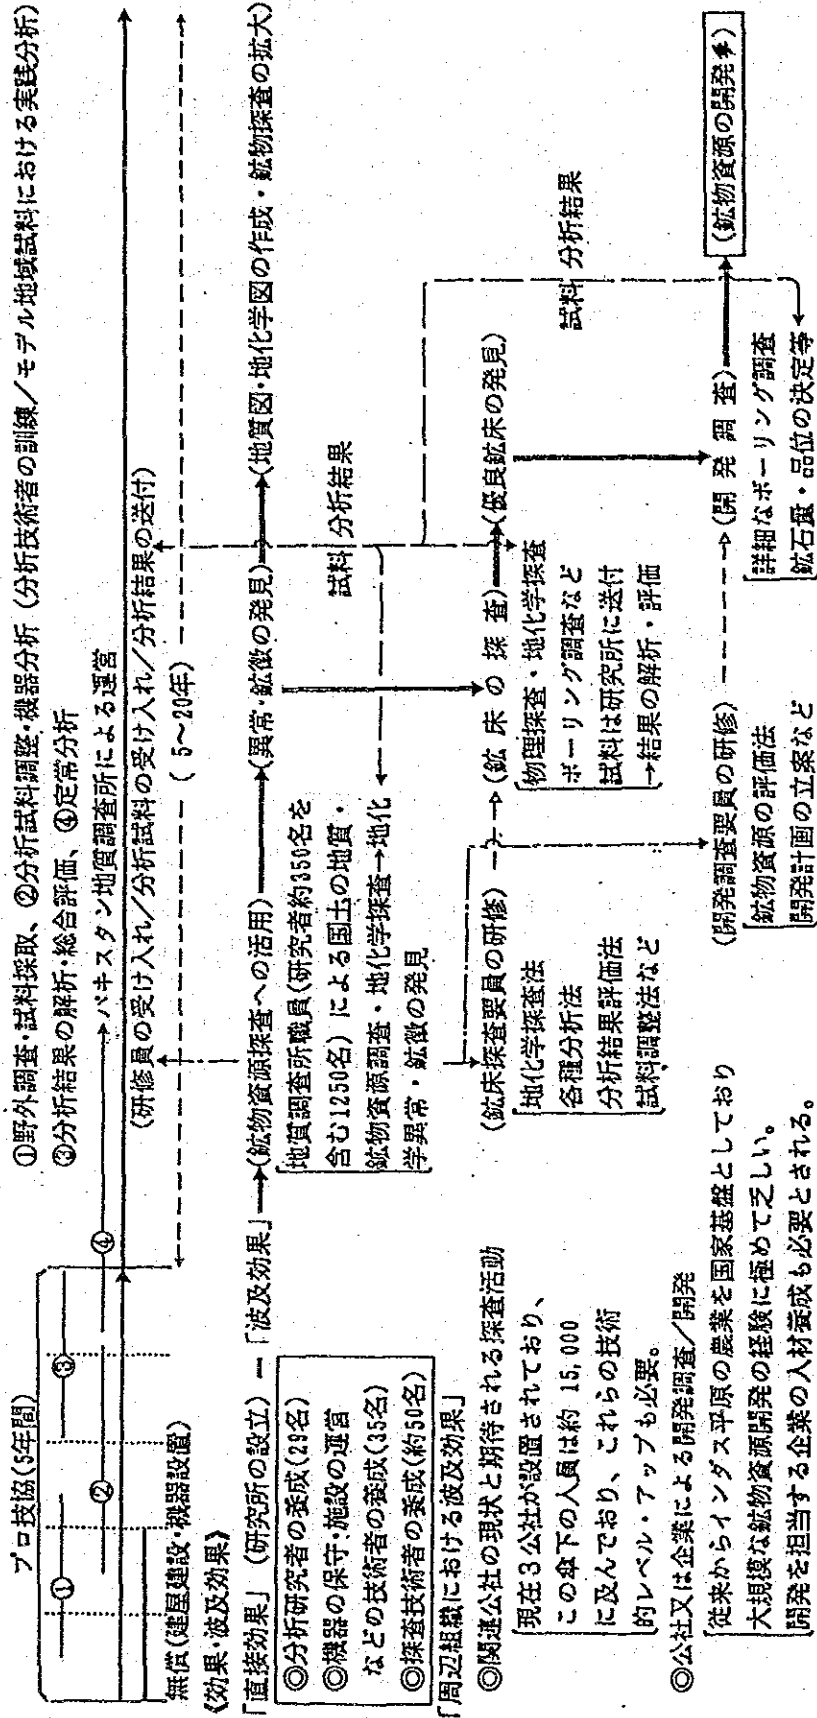 プロ技協(5年間)
①野外調査・試料採取、②分析試料調整・機器分析(分析技術者の訓練/モデル地域試料における実践分析)
③分析結果の解析・総合評価、④定常分析
①
②
③
④
パキスタン地質調査所による運営
(研修員の受け入れ/分析試料の受け入れ/分析結果の送付)
無償(建屋建設・機器設置)
( 5~20年)
《効果・波及効果》
「直接効果」(研究所の設立)ー「波及効果」→(鉱物資源探査への活用)→(異常・鉱徴の発見)→(地質図・地化学図の作成・鉱物探査の拡大)
◎分析研究者の養成(29名)
◎機器の保守:施設の運営
などの技術者の養成(35名)
◎探査技術者の養成(約50名)
地質調査所職員(研究者約350名を
含む1250名)による国土の地質・
鉱物資源調査・地化学探査→地化
学異常・鉱徴の発見
試料 分析結果
「周辺組織における波及効果」
◎関連公社の現状と期待される探査活動
現在3公社が設置されており、
この傘下の人員は約 15,000
に及んでおり、これらの技術
的レベル・アップも必要。
(鉱床探査要員の研修)→(鉱床の探査)→(優良鉱床の発見)
地化学探査法
各種分析法
分析結果評価法
試料調整法など
物理探査・地化学探査
ボーリング調査など
試料は研究所に送付
→結果の解析・評価
試料 分析結果
◎公社又は企業による開発調査/開発
従来からインダス平原の農業を国家基盤としており
大規模な鉱物資源開発の経験に極めて乏しい。
開発を担当する企業の人材養成も必要とされる。
(開発調査要員の研修)→(開発調査)→(鉱物資源の開発*)
鉱物資源の評価法
開発計画の立案など
詳細なボーリング調査
鉱石量・品位の決定等